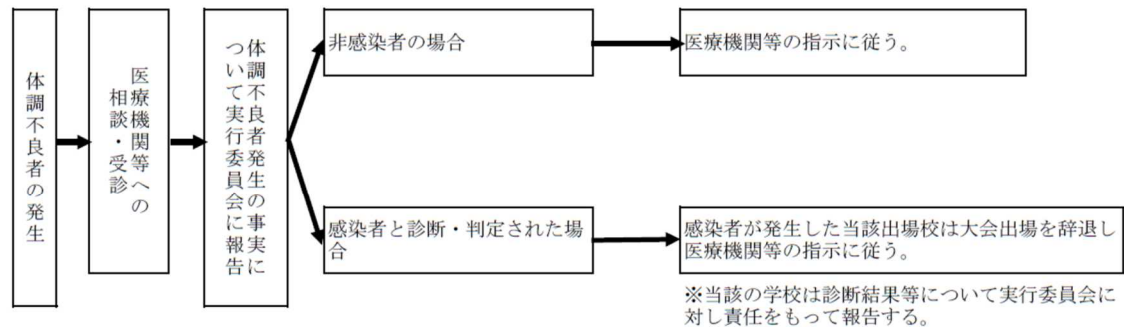 体調不良者の発生
医療機関等への
相談・受診
体調不良者発生の事実に
ついて実行委員会に報告
非感染者の場合
医療機関等の指示に従う。
感染者と診断・判定された場
合
感染者が発生した当該出場校は大会出場を辞退し
医療機関等の指示に従う。
※当該の学校は診断結果等について実行委員会に
対し責任をもって報告する。